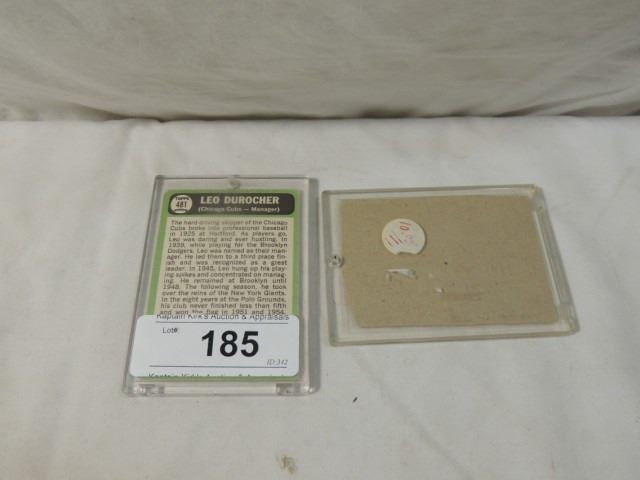 TOPPS
481
LEO DUROCHER
(Chicago Cubs — Manager)
The hard-driving skipper of the Chicago
Cubs broke into professional baseball
in 1925 at Hartford. As players go,
Leo was daring and ever hustling. In
1939, while playing for the Brooklyn
Dodgers, Leo was named as their man-
ager. He led them to a third place fin-
ish and was recognized as a great
leader. In 1945, Leo hung up his play-
ing spikes and concentrated on manag-
ing. He remained at Brooklyn until
1948. The following season, he took
over the reins of the New York Giants.
In the eight years at the Polo Grounds,
his club never finished less than fifth
and won the flag in 1951 and 1954.
Kaptain Kirk's Auction & Appraisals
Lot#:
185
ID:342